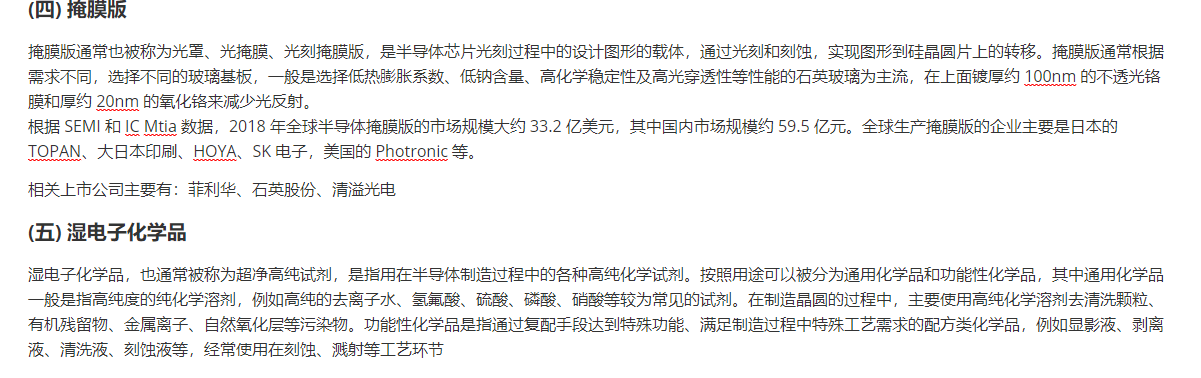 (四) 掩膜版
掩膜版通常也被称为光罩、光掩膜、光刻掩膜版，是半导体芯片光刻过程中的设计图形的载体，通过光刻和刻蚀，实现图形到硅晶圆片上的转移。掩膜版通常根据
需求不同，选择不同的玻璃基板，一般是选择低热膨胀系数、低钠含量、高化学稳定性及高光穿透性等性能的石英玻璃为主流，在上面镀厚约 100nm 的不透光铬
膜和厚约 20nm 的氧化铬来减少光反射。
根据 SEMI 和 IC Mtia 数据，2018 年全球半导体掩膜版的市场规模大约 33.2 亿美元，其中国内市场规模约 59.5 亿元。全球生产掩膜版的企业主要是日本的
TOPAN、大日本印刷、HOYA、SK 电子，美国的 Photronic 等。
相关上市公司主要有：菲利华、石英股份、清溢光电
(五) 湿电子化学品
湿电子化学品，也通常被称为超净高纯试剂，是指用在半导体制造过程中的各种高纯化学试剂。按照用途可以被分为通用化学品和功能性化学品，其中通用化学品
一般是指高纯度的纯化学溶剂，例如高纯的去离子水、氢氟酸、硫酸、磷酸、硝酸等较为常见的试剂。在制造晶圆的过程中，主要使用高纯化学溶剂去清洗颗粒、
有机残留物、金属离子、自然氧化层等污染物。功能性化学品是指通过复配手段达到特殊功能、满足制造过程中特殊工艺需求的配方类化学品，例如显影液、剥离
液、清洗液、刻蚀液等，经常使用在刻蚀、溅射等工艺环节